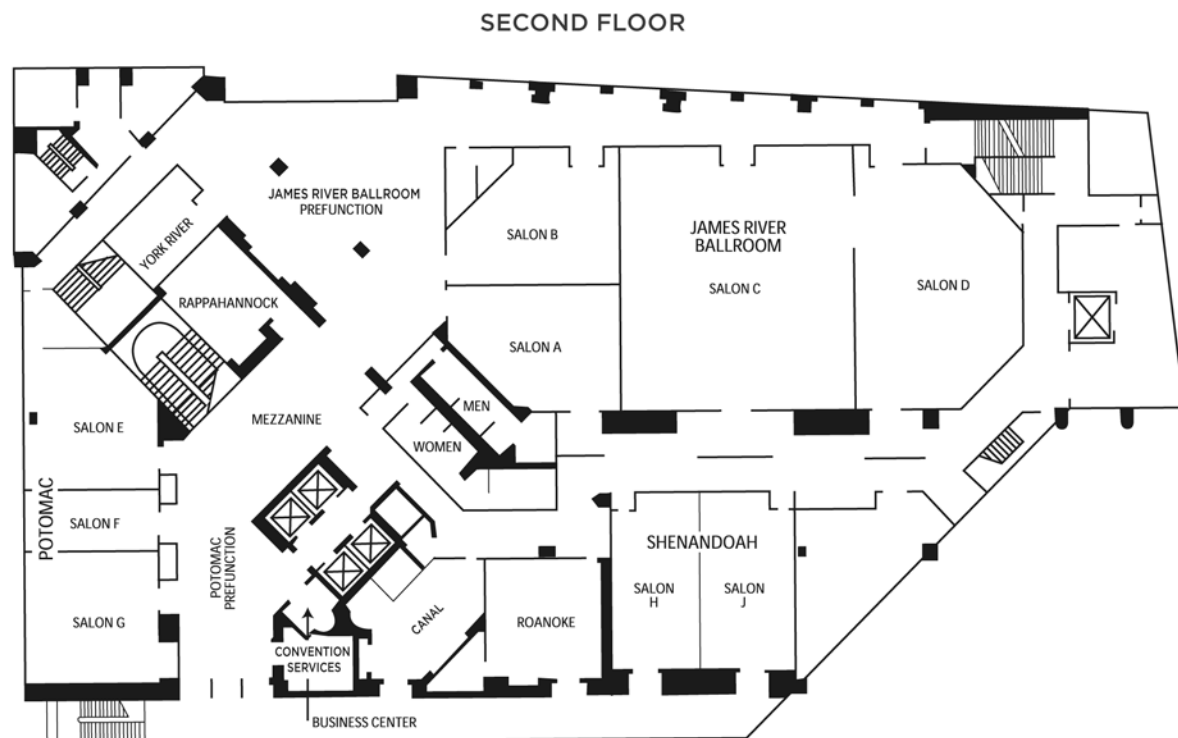 SECOND FLOOR
JAMES RIVER BALLROOM
PREFUNCTION
YORK RIVER
RAPPAHANNOCK
SALON B
JAMES RIVER
BALLROOM
SALON C
SALON D
SALON A
MEN
WOMEN
MEZZANINE
SALON E
POTOMAC
SALON F
SALON G
POTOMAC
PREFUNCTION
CONVENTION
SERVICES
BUSINESS CENTER
CANAL
ROANOKE
SHENANDOAH
SALON
H
SALON
J